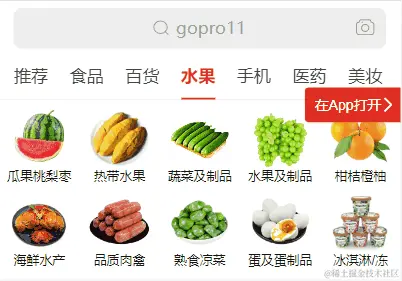 gopro11
推荐 食品 百货 水果 手机 医药 美妆
在App打开
瓜果桃梨枣 热带水果 蔬菜及制品 水果及制品 柑桔橙柚
海鲜水产 品质肉禽 熟食凉菜 蛋及蛋制品 冰淇淋/冻
@稀土掘金技术社区